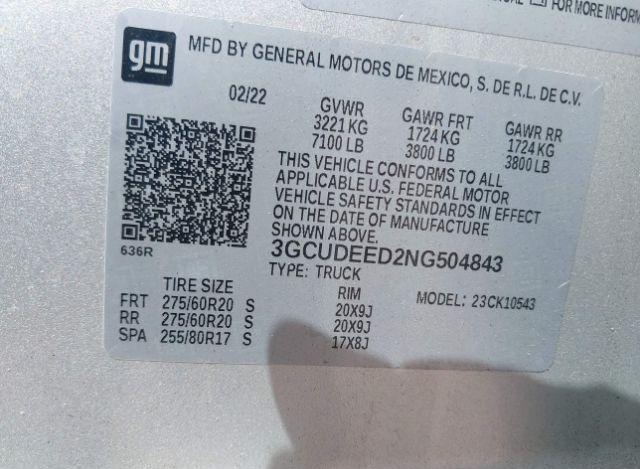 FOR MORE INFORM
gm
MFD BY GENERAL MOTORS DE MEXICO, S. DE R.L. DE C.V.
02/22
GVWR GAWR FRT GAWR RR
3221 KG 1724 KG 1724 KG
7100 LB 3800 LB 3800 LB
THIS VEHICLE CONFORMS TO ALL
APPLICABLE U.S. FEDERAL MOTOR
VEHICLE SAFETY STANDARDS IN EFFECT
ON THE DATE OF MANUFACTURE
SHOWN ABOVE.
636R
3GCUDEED2NG504843
TYPE: TRUCK
TIRE SIZE RIM MODEL: 23CK10543
FRT 275/60R20 S 20X9J
RR 275/60R20 S 20X9J
SPA 255/80R17 S 17X8J